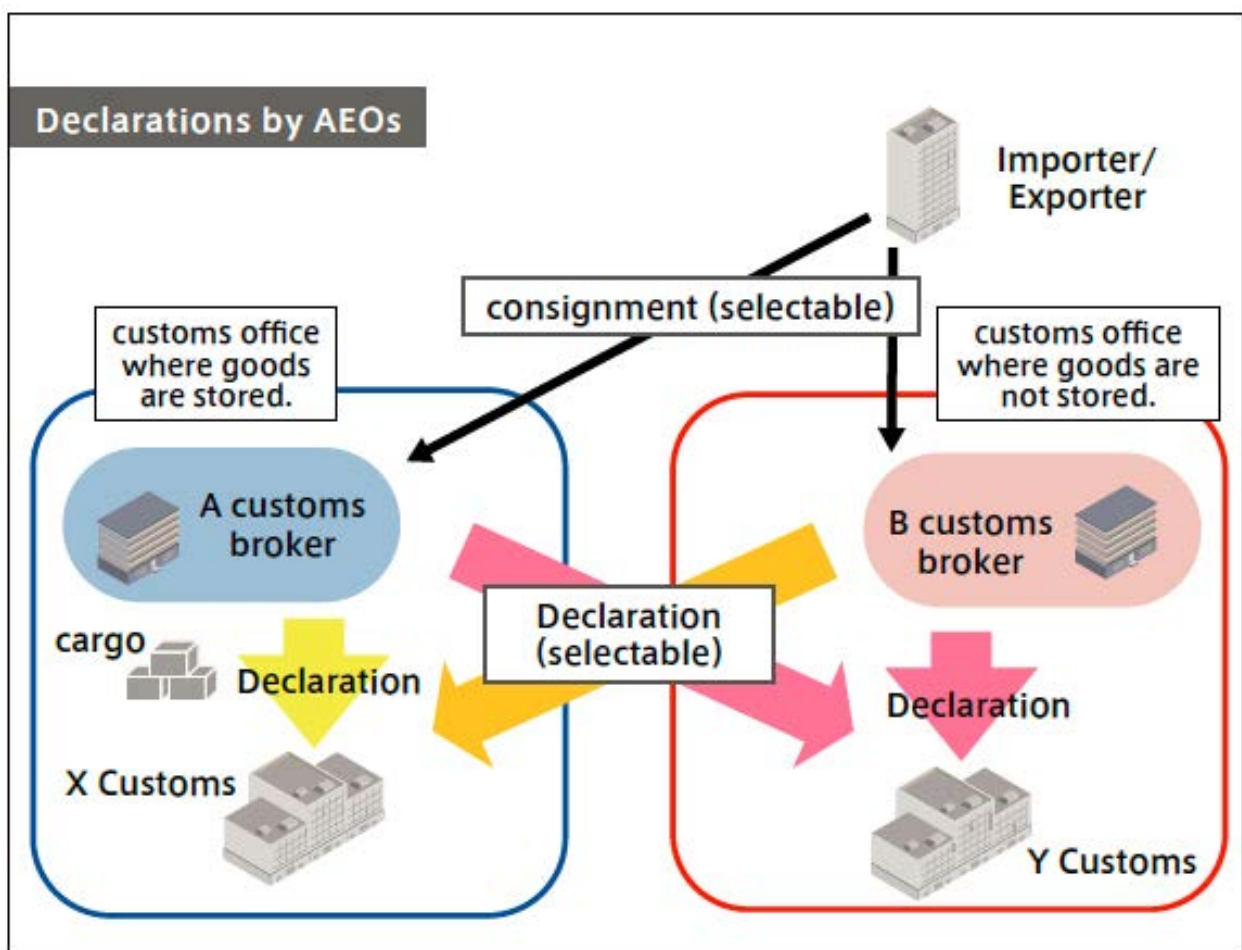 Declarations by AEOs
Importer/
Exporter
consignment (selectable)
customs office
where goods
are stored.
customs office
where goods are
not stored.
A customs
broker
B customs
broker
Declaration
(selectable)
cargo
Declaration
Declaration
X Customs
Y Customs